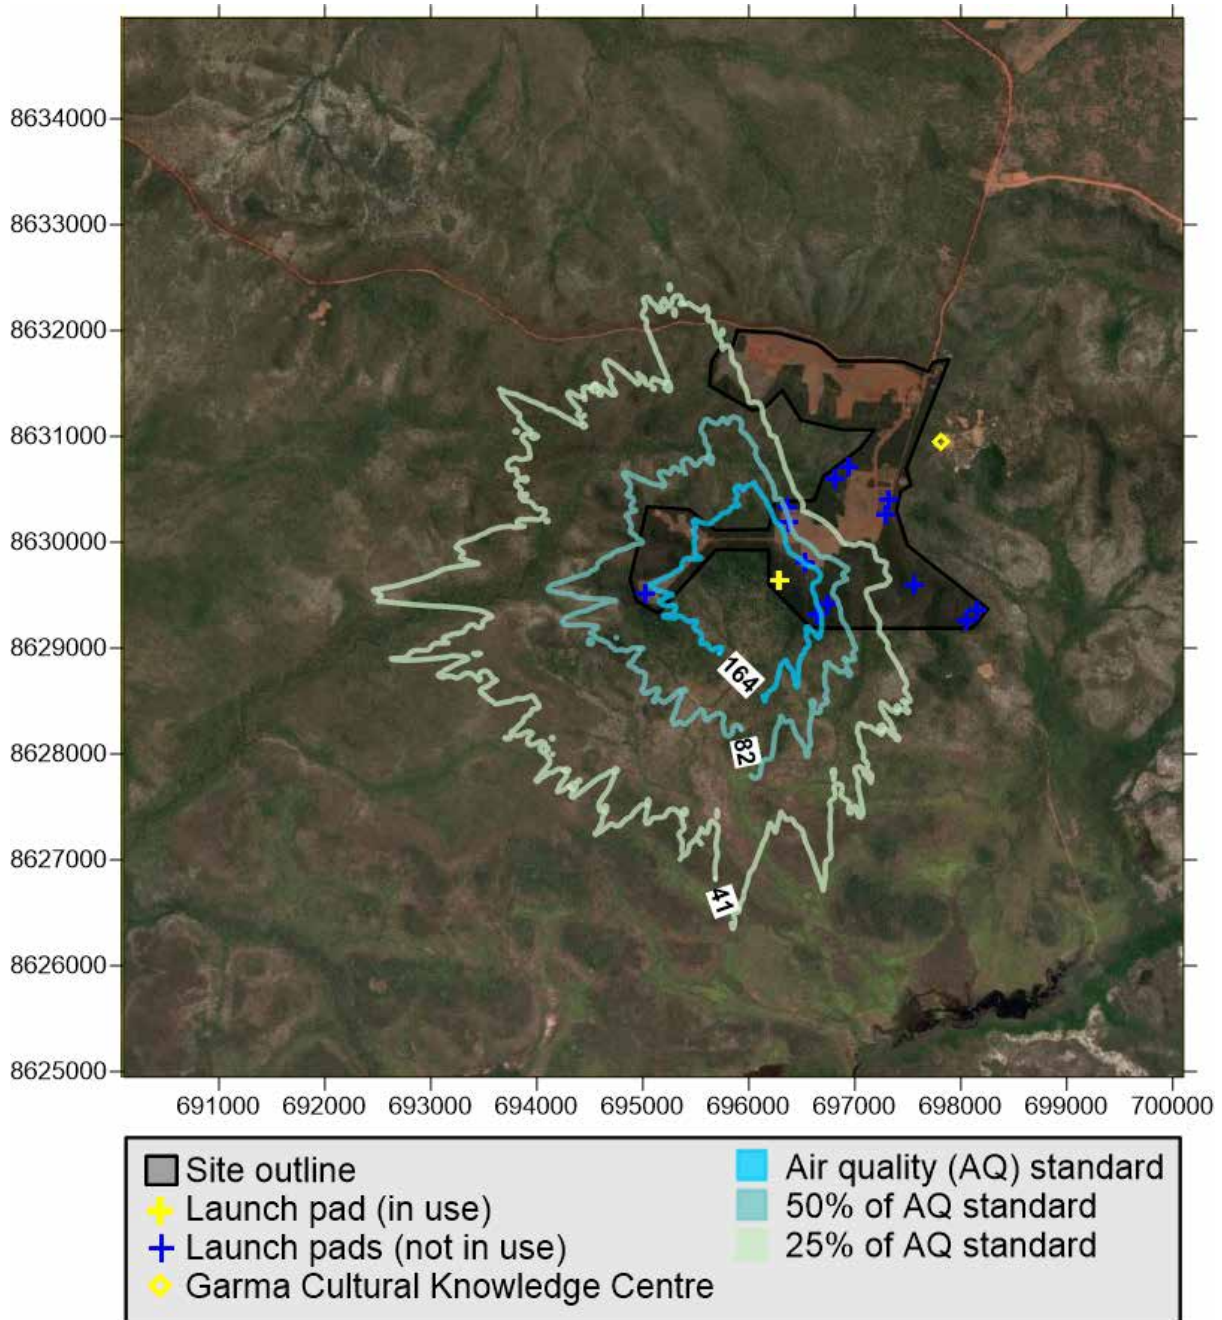 8634000
8633000
8632000
8631000
8630000
8629000
8628000
8627000
8626000
8625000
164
82
41
691000 692000 693000 694000 695000 696000 697000 698000 699000 700000
Site outline
Launch pad (in use)
Launch pads (not in use)
Garma Cultural Knowledge Centre
Air quality (AQ) standard
50% of AQ standard
25% of AQ standard